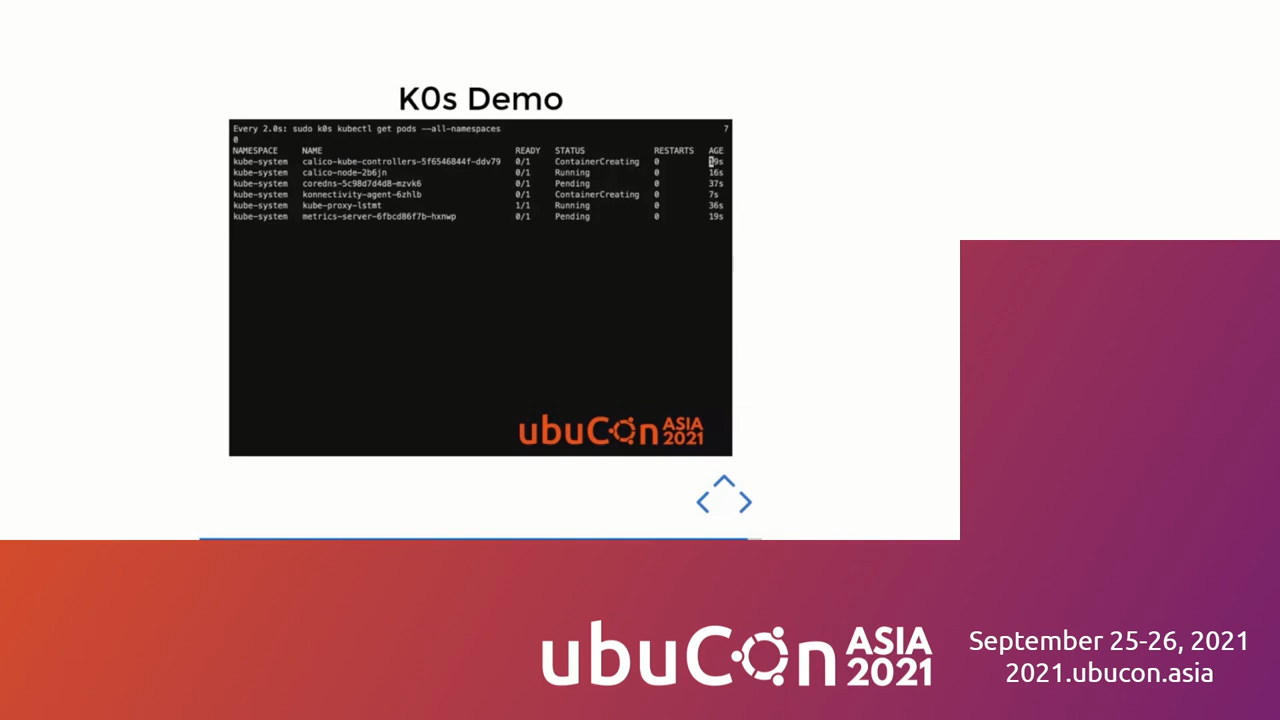 K0s Demo
Every 2.0s: sudo k0s kubectl get pods --all-namespaces 7
0
NAMESPACE NAME READY STATUS RESTARTS AGE
kube-system calico-kube-controllers-5f6546844f-ddv79 0/1 ContainerCreating 0 19s
kube-system calico-node-2b6jn 0/1 Running 0 16s
kube-system coredns-5c98d7d4d8-mzvk6 0/1 Pending 0 37s
kube-system konnectivity-agent-6zhlb 0/1 ContainerCreating 0 7s
kube-system kube-proxy-lstmt 1/1 Running 0 36s
kube-system metrics-server-6fbcd86f7b-hxnwp 0/1 Pending 0 19s
ubuCon ASIA 2021
ubuCon ASIA 2021
September 25-26, 2021
2021.ubucon.asia